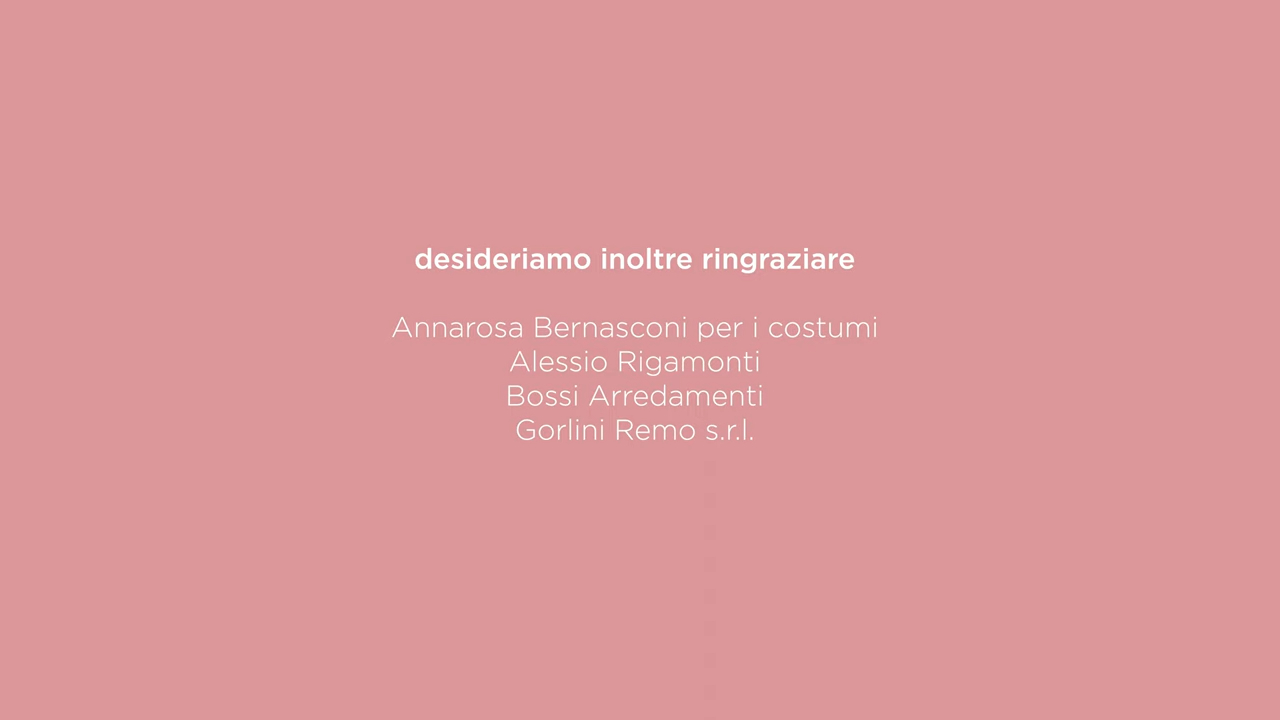 desideriamo inoltre ringraziare
Annarosa Bernasconi per i costumi
Alessio Rigamonti
Bossi Arredamenti
Gorlini Remo s.r.l.